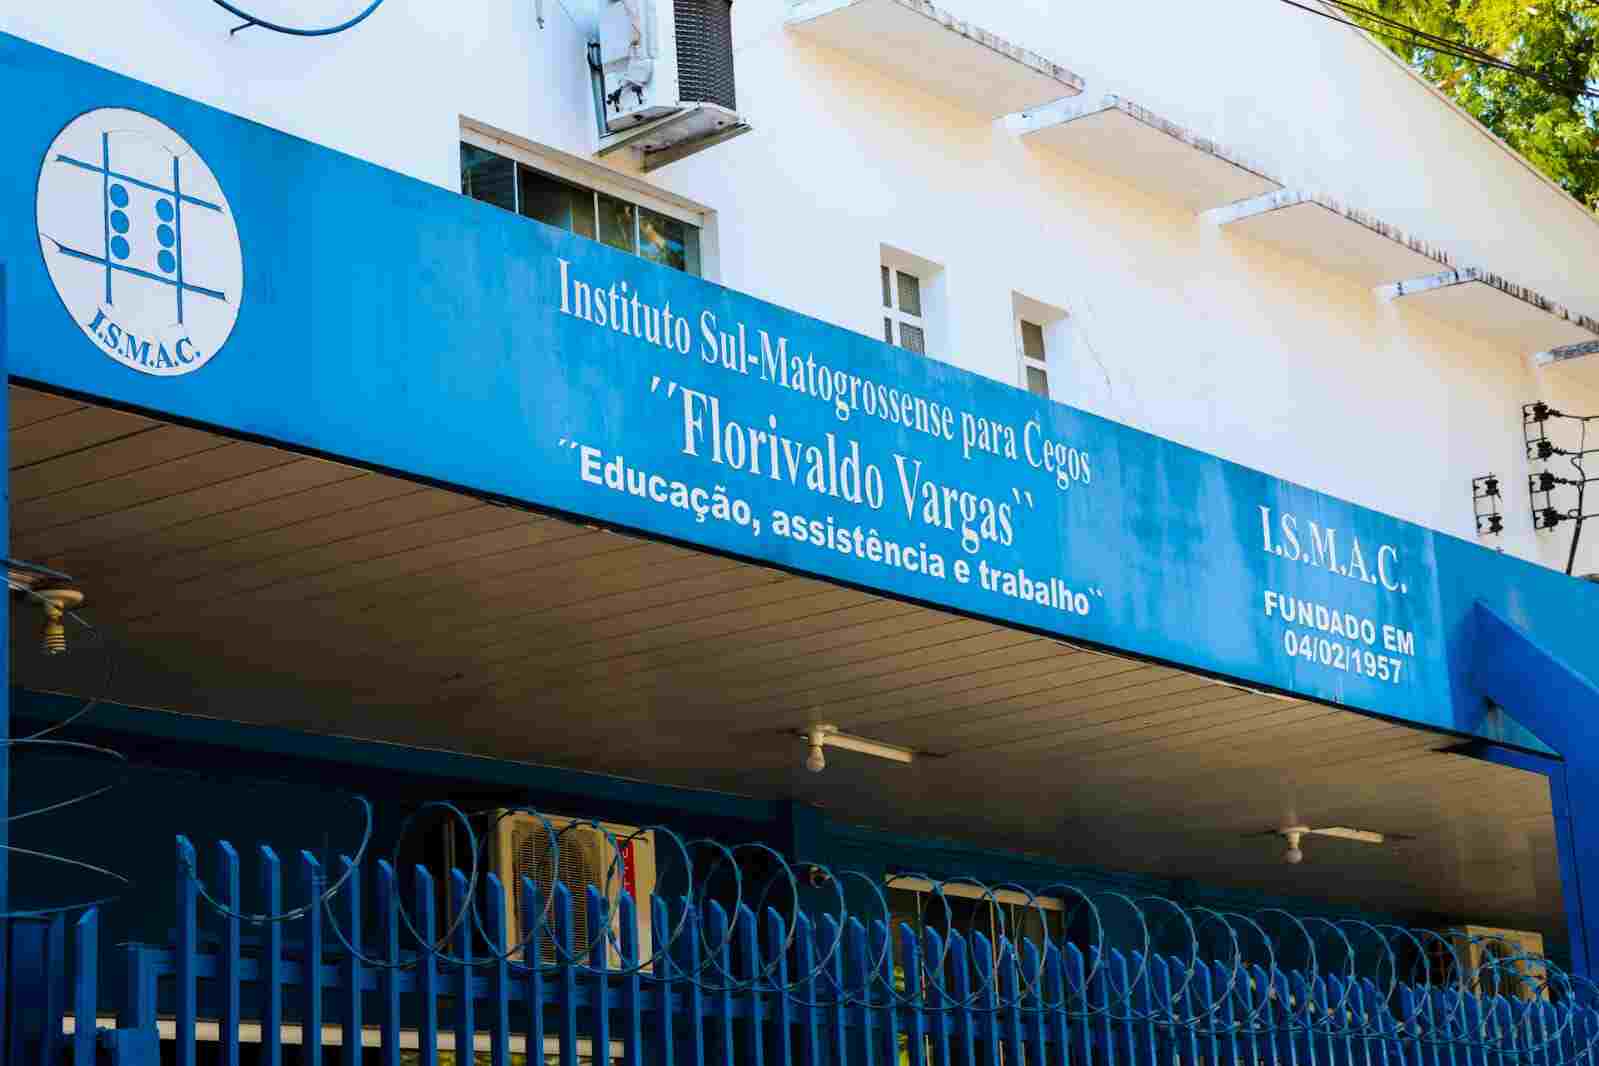 I.S.M.A.C.
Instituto Sul-Matogrossense para Cegos
´´Florivaldo Vargas``
´´Educação, assistência e trabalho``
I.S.M.A.C.
FUNDADO EM
04/02/1957